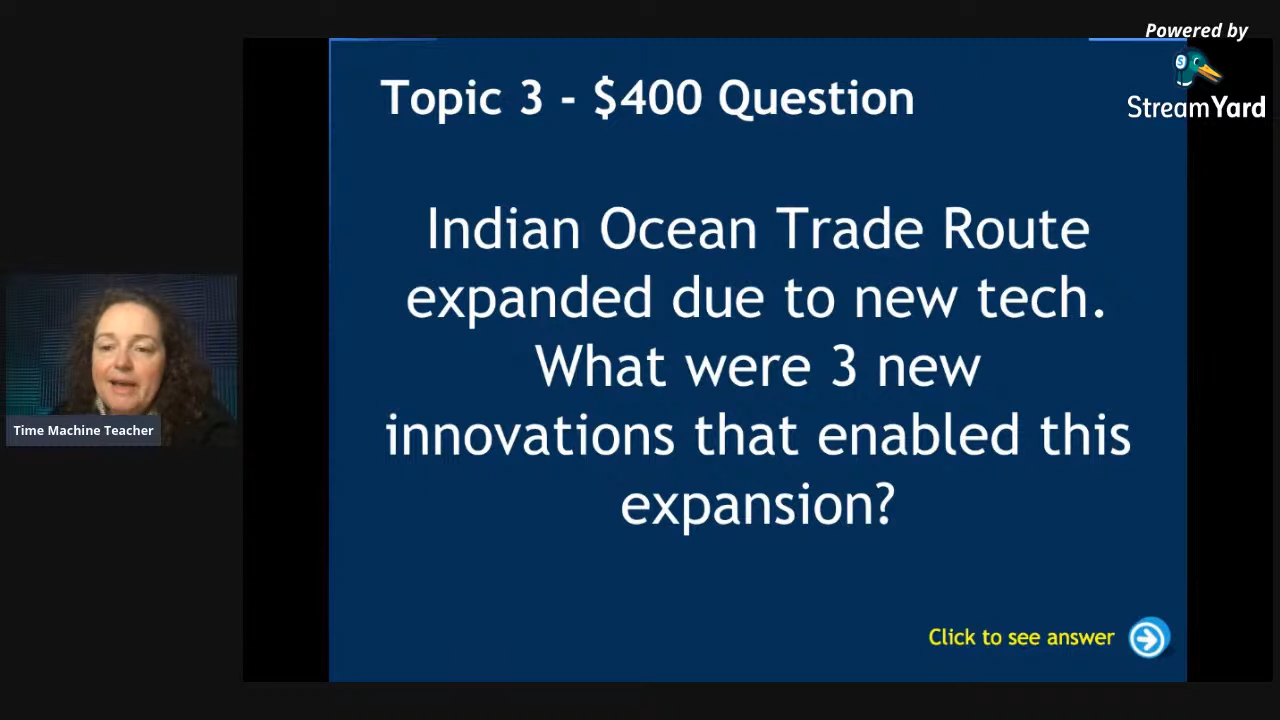 Powered by
StreamYard
Topic 3 - $400 Question
Indian Ocean Trade Route
expanded due to new tech.
What were 3 new
innovations that enabled this
expansion?
Time Machine Teacher
Click to see answer